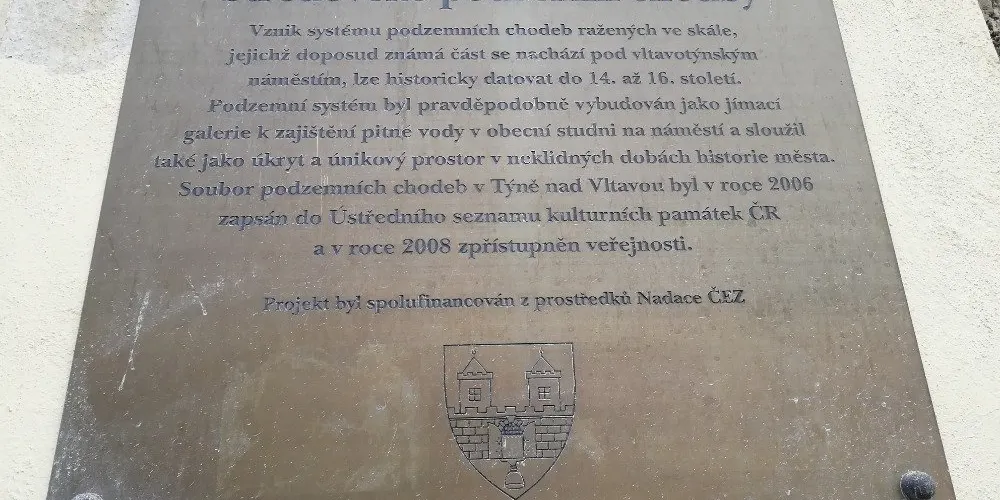 Vznik systému podzemních chodeb ražených ve skále,
jejichž doposud známá část se nachází pod vltavotýnským
náměstím, lze historicky datovat do 14. až 16. století.
Podzemní systém byl pravděpodobně vybudován jako jímací
galerie k zajištění pitné vody v obecní studni na náměstí a sloužil
také jako úkryt a únikový prostor v neklidných dobách historie města.
Soubor podzemních chodeb v Týně nad Vltavou byl v roce 2006
zapsán do Ústředního seznamu kulturních památek ČR
a v roce 2008 zpřístupněn veřejnosti.
Projekt byl spolufinancován z prostředků Nadace ČEZ